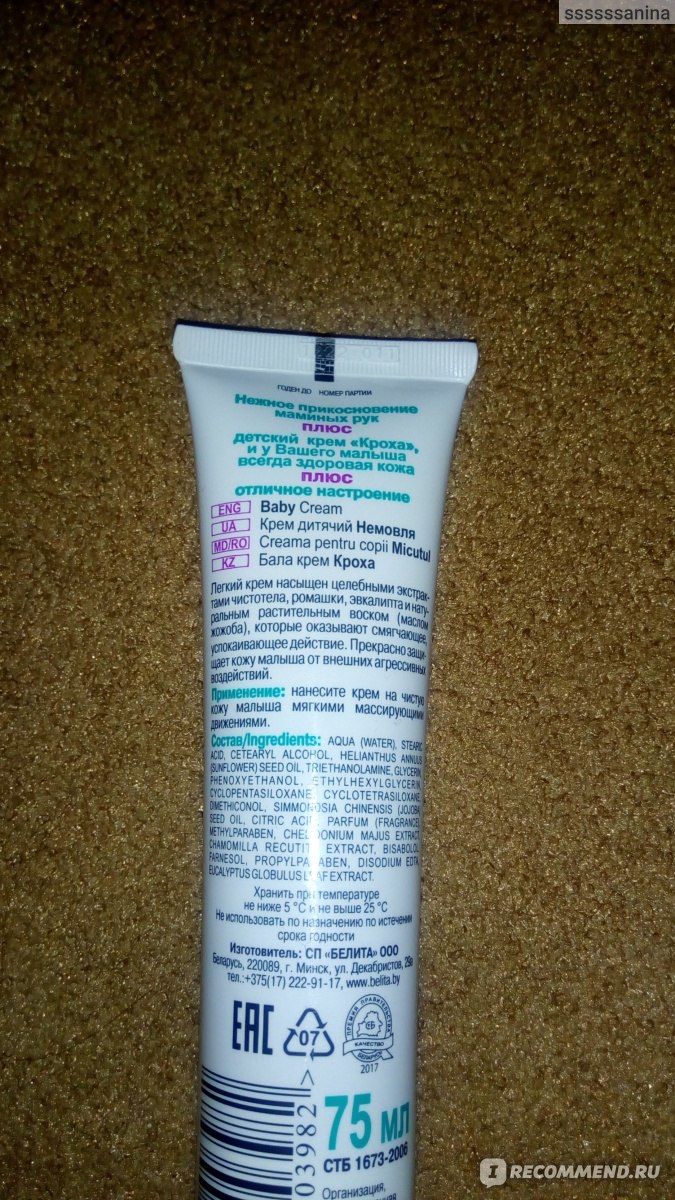 ssssssanina
ГОДЕН ДО НОМЕР ПАРТИИ
Нежное прикосновение
маминых рук
плюс
детский крем «Кроха»,
и у Вашего малыша
всегда здоровая кожа
плюс
отличное настроение
ENG Baby Cream
UA Крем дитячий Немовля
MD/RO Creama pentru copii Micutul
KZ Бала крем Кроха
Легкий крем насыщен целебными экстрак-
тами чистотела, ромашки, эвкалипта и нату-
ральным растительным воском (маслом
жожоба), которые оказывают смягчающее,
успокаивающее действие. Прекрасно защи-
щает кожу малыша от внешних агрессивных
воздействий.
Применение: нанесите крем на чистую
кожу малыша мягкими массирующими
движениями.
Состав/Ingredients: AQUA (WATER), STEARIC
ACID, CETEARYL ALCOHOL, HELIANTHUS ANNUUS
(SUNFLOWER) SEED OIL, TRIETHANOLAMINE, GLYCERIN,
PHENOXYETHANOL, ETHYLHEXYLGLYCERIN,
CYCLOPENTASILOXANE, CYCLOTETRASILOXANE,
DIMETHICONOL, SIMMONDSIA CHINENSIS (JOJOBA)
SEED OIL, CITRIC ACID, PARFUM (FRAGRANCE),
METHYLPARABEN, CHELIDONIUM MAJUS EXTRACT,
CHAMOMILLA RECUTITA EXTRACT, BISABOLOL,
FARNESOL, PROPYLPARABEN, DISODIUM EDTA,
EUCALYPTUS GLOBULUS LEAF EXTRACT.
Хранить при температуре
не ниже 5 °C и не выше 25 °C
Не использовать по назначению по истечении
срока годности
Изготовитель: СП «БЕЛИТА» ООО
Беларусь, 220089, г. Минск, ул. Декабристов, 29а
тел.:+375(17) 222-91-17, www.belita.by
EAC 07 ПРЕМИЯ ПРАВИТЕЛЬСТВА
КАЧЕСТВО
2017
03982 >
75 мл
СТБ 1673-2006
Организация,
IRECOMMEND.RU